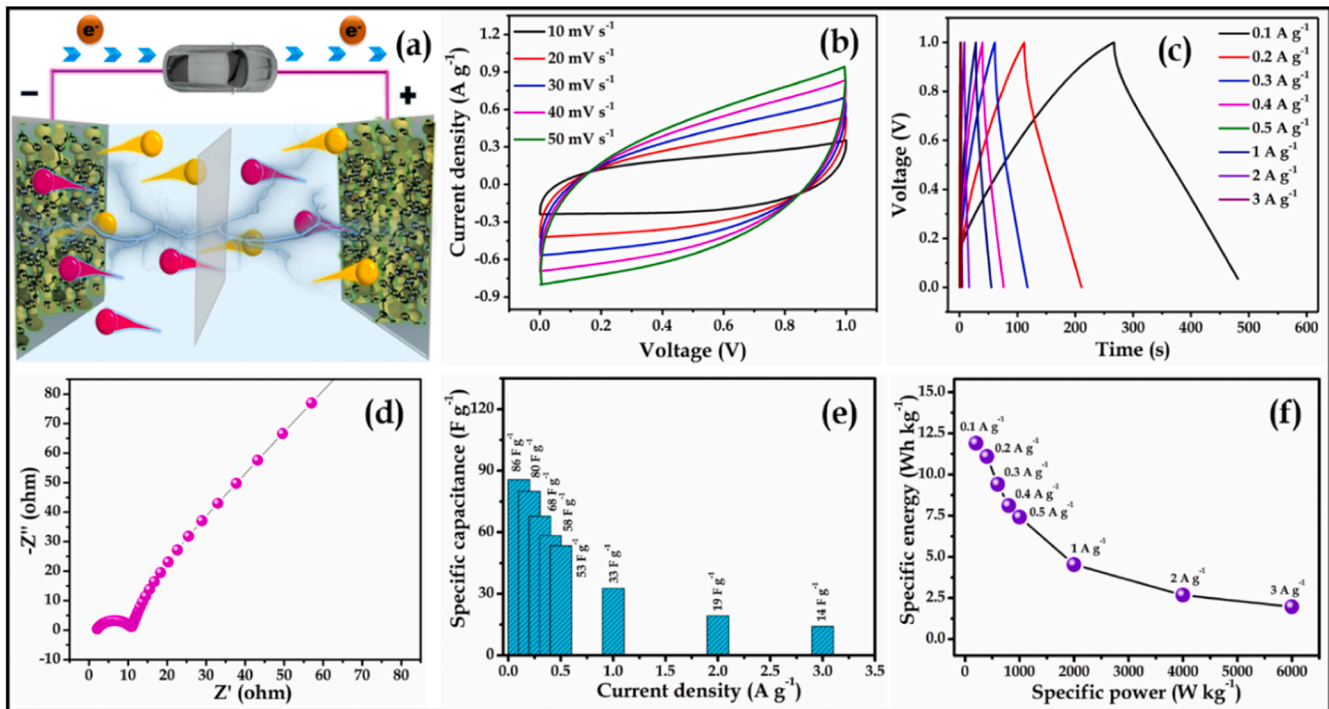 e⁻
e⁻
(a)
−
+
(b)
10 mV s⁻¹
20 mV s⁻¹
30 mV s⁻¹
40 mV s⁻¹
50 mV s⁻¹
Current density (A g⁻¹)
1.2
0.9
0.6
0.3
0.0
-0.3
-0.6
-0.9
0.0 0.2 0.4 0.6 0.8 1.0
Voltage (V)
(c)
0.1 A g⁻¹
0.2 A g⁻¹
0.3 A g⁻¹
0.4 A g⁻¹
0.5 A g⁻¹
1 A g⁻¹
2 A g⁻¹
3 A g⁻¹
Voltage (V)
1.0
0.8
0.6
0.4
0.2
0.0
0 100 200 300 400 500 600
Time (s)
(d)
-Z'' (ohm)
80
70
60
50
40
30
20
10
0
-10
0 10 20 30 40 50 60 70 80
Z' (ohm)
(e)
Specific capacitance (F g⁻¹)
120
90
60
30
0
86 F g⁻¹
80 F g⁻¹
68 F g⁻¹
58 F g⁻¹
53 F g⁻¹
33 F g⁻¹
19 F g⁻¹
14 F g⁻¹
0.0 0.5 1.0 1.5 2.0 2.5 3.0 3.5
Current density (A g⁻¹)
(f)
Specific energy (Wh kg⁻¹)
15.0
12.5
10.0
7.5
5.0
2.5
0.0
0.1 A g⁻¹
0.2 A g⁻¹
0.3 A g⁻¹
0.4 A g⁻¹
0.5 A g⁻¹
1 A g⁻¹
2 A g⁻¹
3 A g⁻¹
0 1000 2000 3000 4000 5000 6000
Specific power (W kg⁻¹)